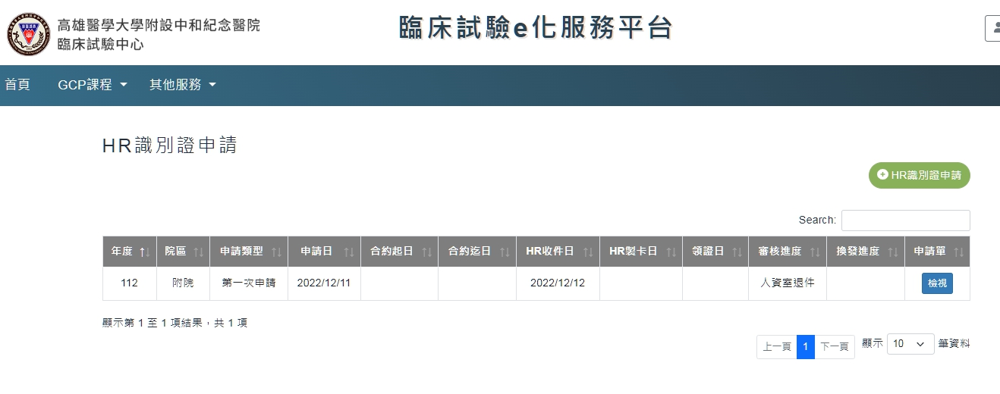 高雄醫學大學附設中和紀念醫院
臨床試驗中心
臨床試驗e化服務平台
首頁 GCP課程 其他服務
HR識別證申請
HR識別證申請
Search:
年度 院區 申請類型 申請日 合約起日 合約迄日 HR收件日 HR製卡日 領證日 審核進度 換發進度 申請單
112 附院 第一次申請 2022/12/11 2022/12/12 人資室退件 檢視
顯示第 1 至 1 項結果，共 1 項
上一頁 1 下一頁 顯示 10 筆資料